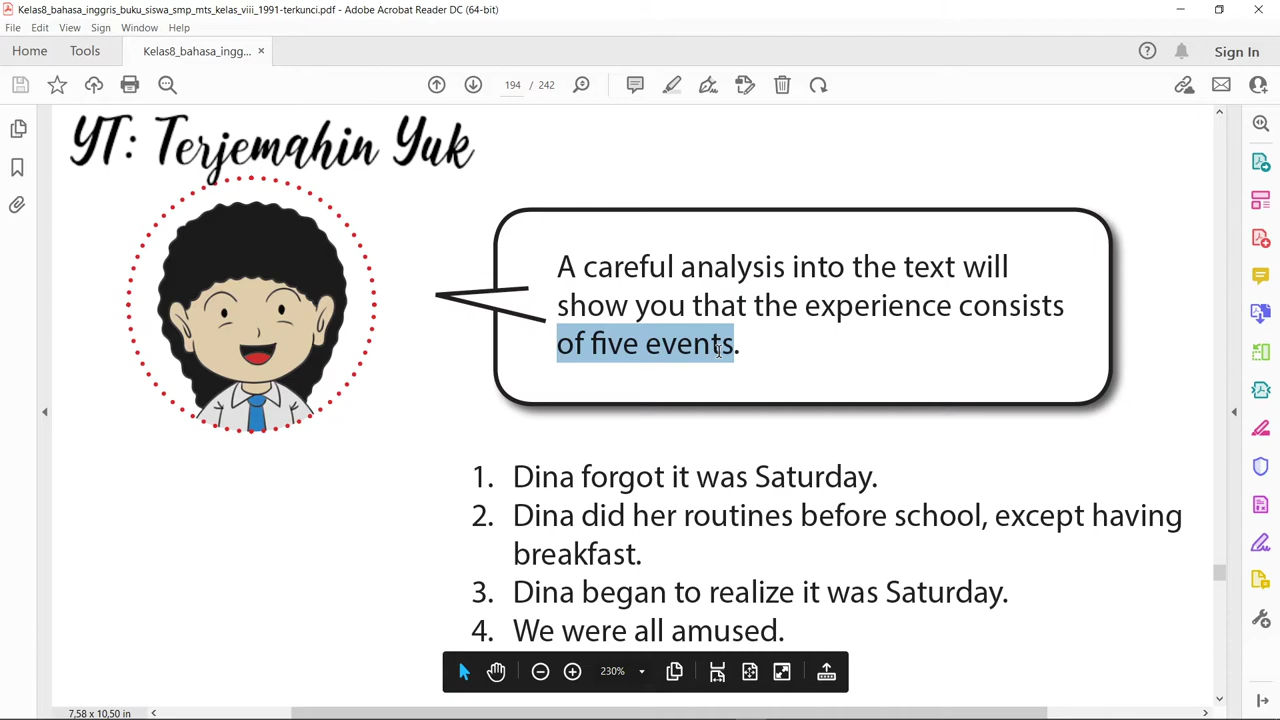 Kelas8_bahasa_inggris_buku_siswa_smp_mts_kelas_viii_1991-terkunci.pdf - Adobe Acrobat Reader DC (64-bit)
File Edit View Sign Window Help
Home Tools Kelas8_bahasa_ingg... × Sign In
194 / 242
YT: Terjemahin Yuk
A careful analysis into the text will
show you that the experience consists
of five events.
1. Dina forgot it was Saturday.
2. Dina did her routines before school, except having
breakfast.
3. Dina began to realize it was Saturday.
4. We were all amused.
230%
7,58 x 10,50 in